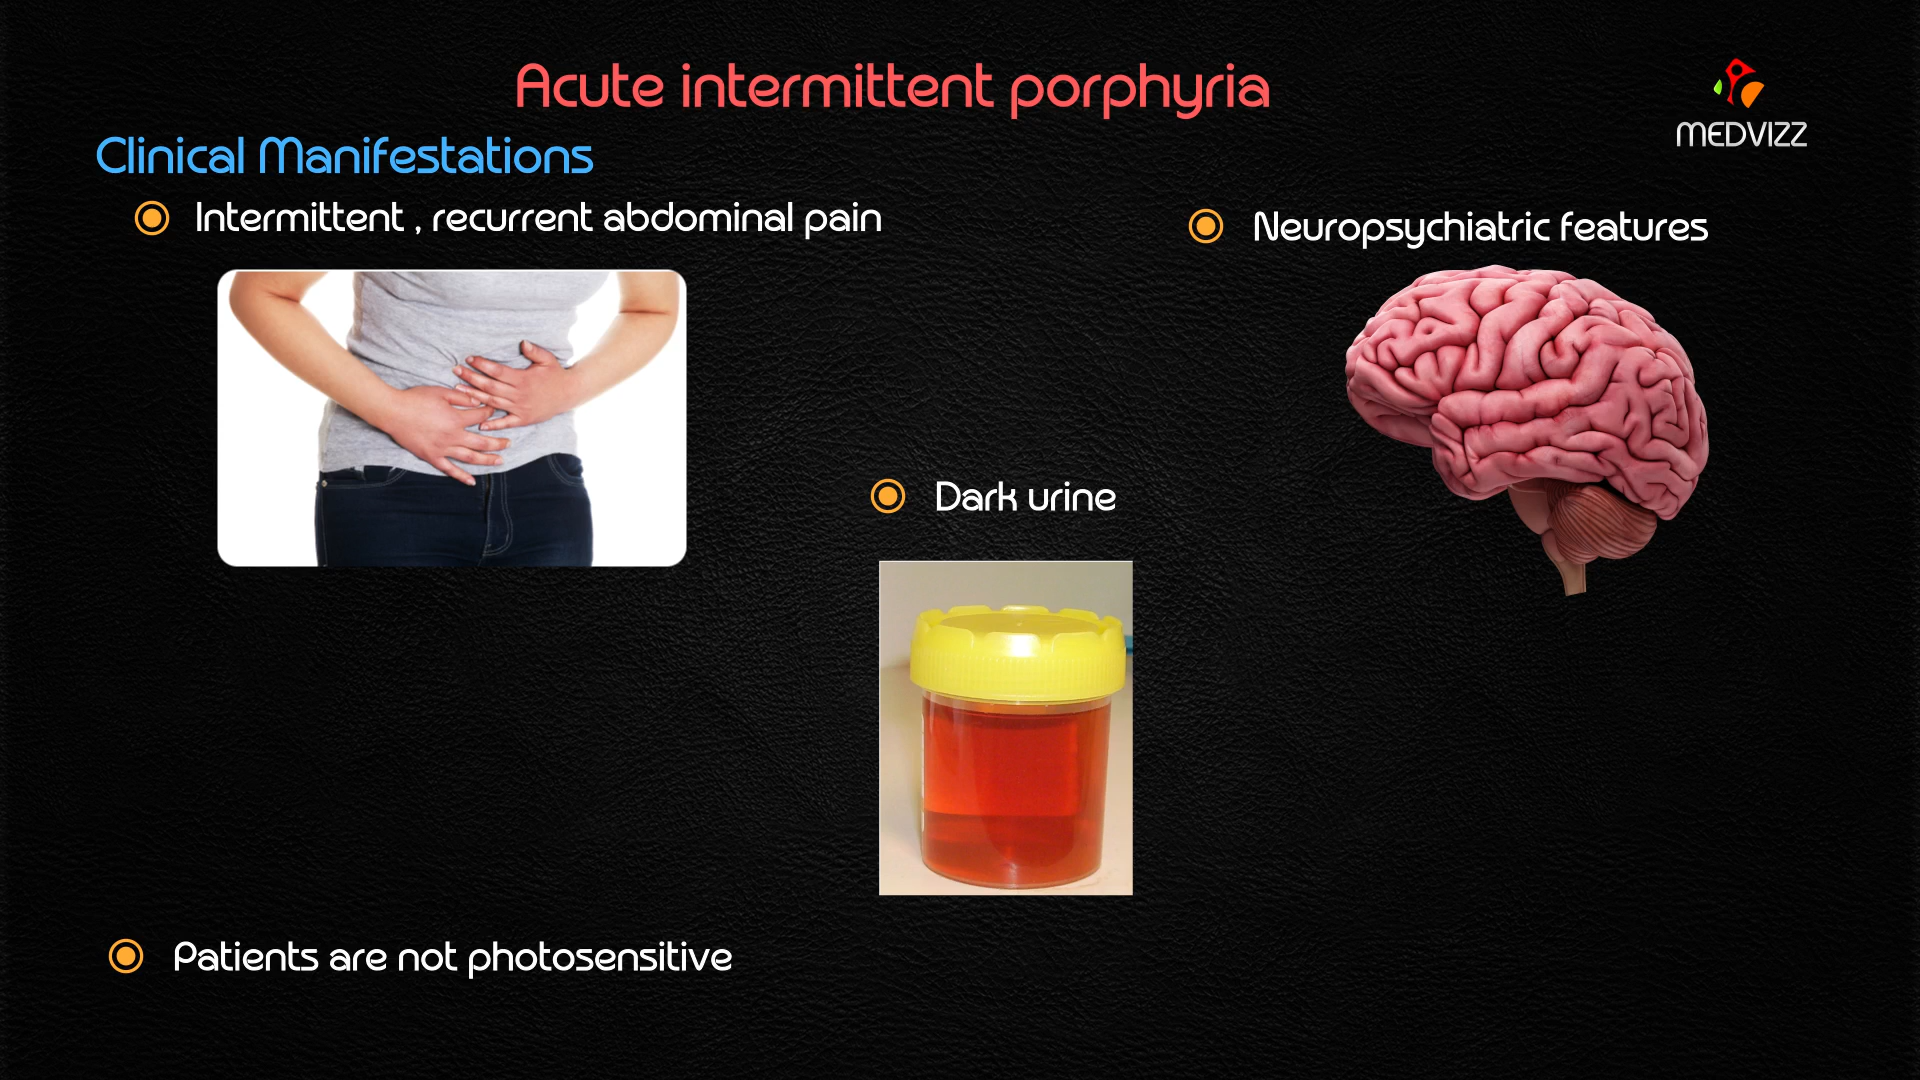 Acute intermittent porphyria
MEDVIZZ
Clinical Manifestations
Intermittent , recurrent abdominal pain
Neuropsychiatric features
Dark urine
Patients are not photosensitive